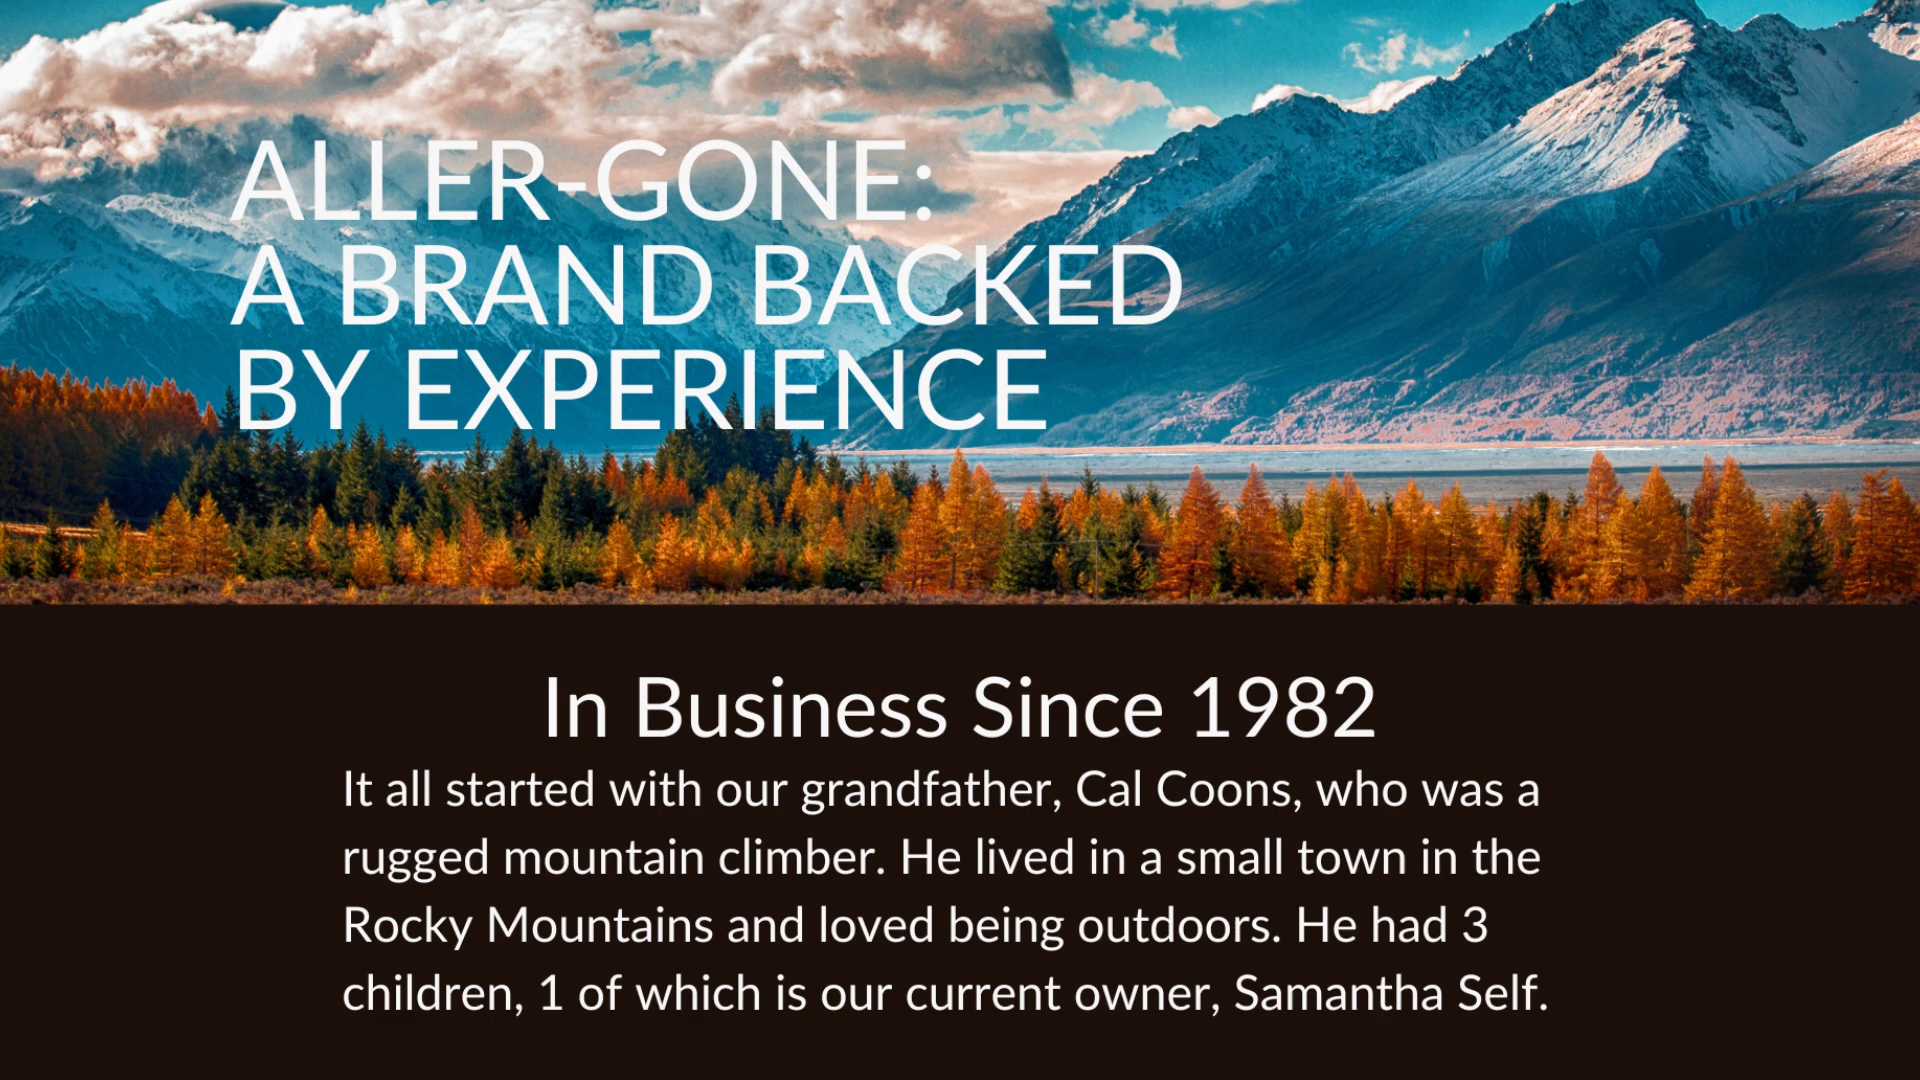 ALLER-GONE:
A BRAND BACKED
BY EXPERIENCE
In Business Since 1982
It all started with our grandfather, Cal Coons, who was a
rugged mountain climber. He lived in a small town in the
Rocky Mountains and loved being outdoors. He had 3
children, 1 of which is our current owner, Samantha Self.